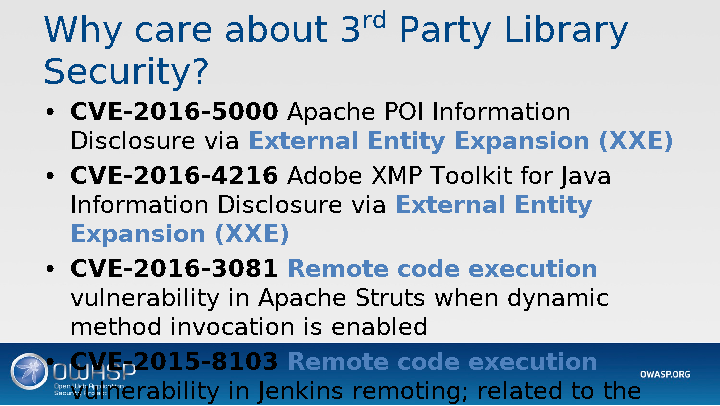 Why care about 3rd Party Library
Security?
• CVE-2016-5000 Apache POI Information
Disclosure via External Entity Expansion (XXE)
• CVE-2016-4216 Adobe XMP Toolkit for Java
Information Disclosure via External Entity
Expansion (XXE)
• CVE-2016-3081 Remote code execution
vulnerability in Apache Struts when dynamic
method invocation is enabled
• CVE-2015-8103 Remote code execution
vulnerability in Jenkins remoting; related to the
OWASP
Open Web Application
Security Project
OWASP.ORG